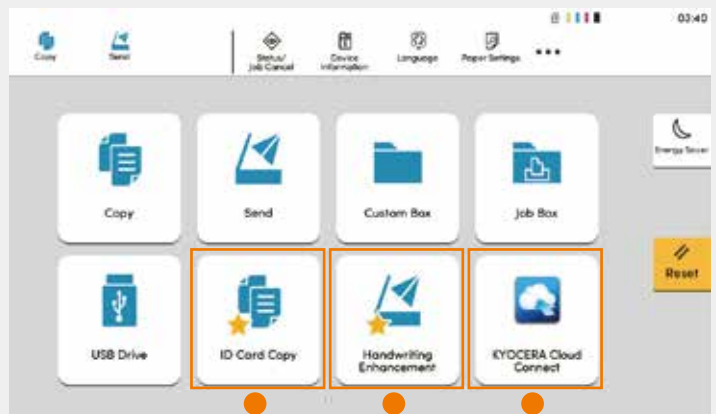 03:40
Copy
Send
Status/
Job Cancel
Device
Information
Language
Paper Settings
Energy Saver
Copy
Send
Custom Box
Job Box
Reset
USB Drive
ID Card Copy
Handwriting
Enhancement
KYOCERA Cloud
Connect